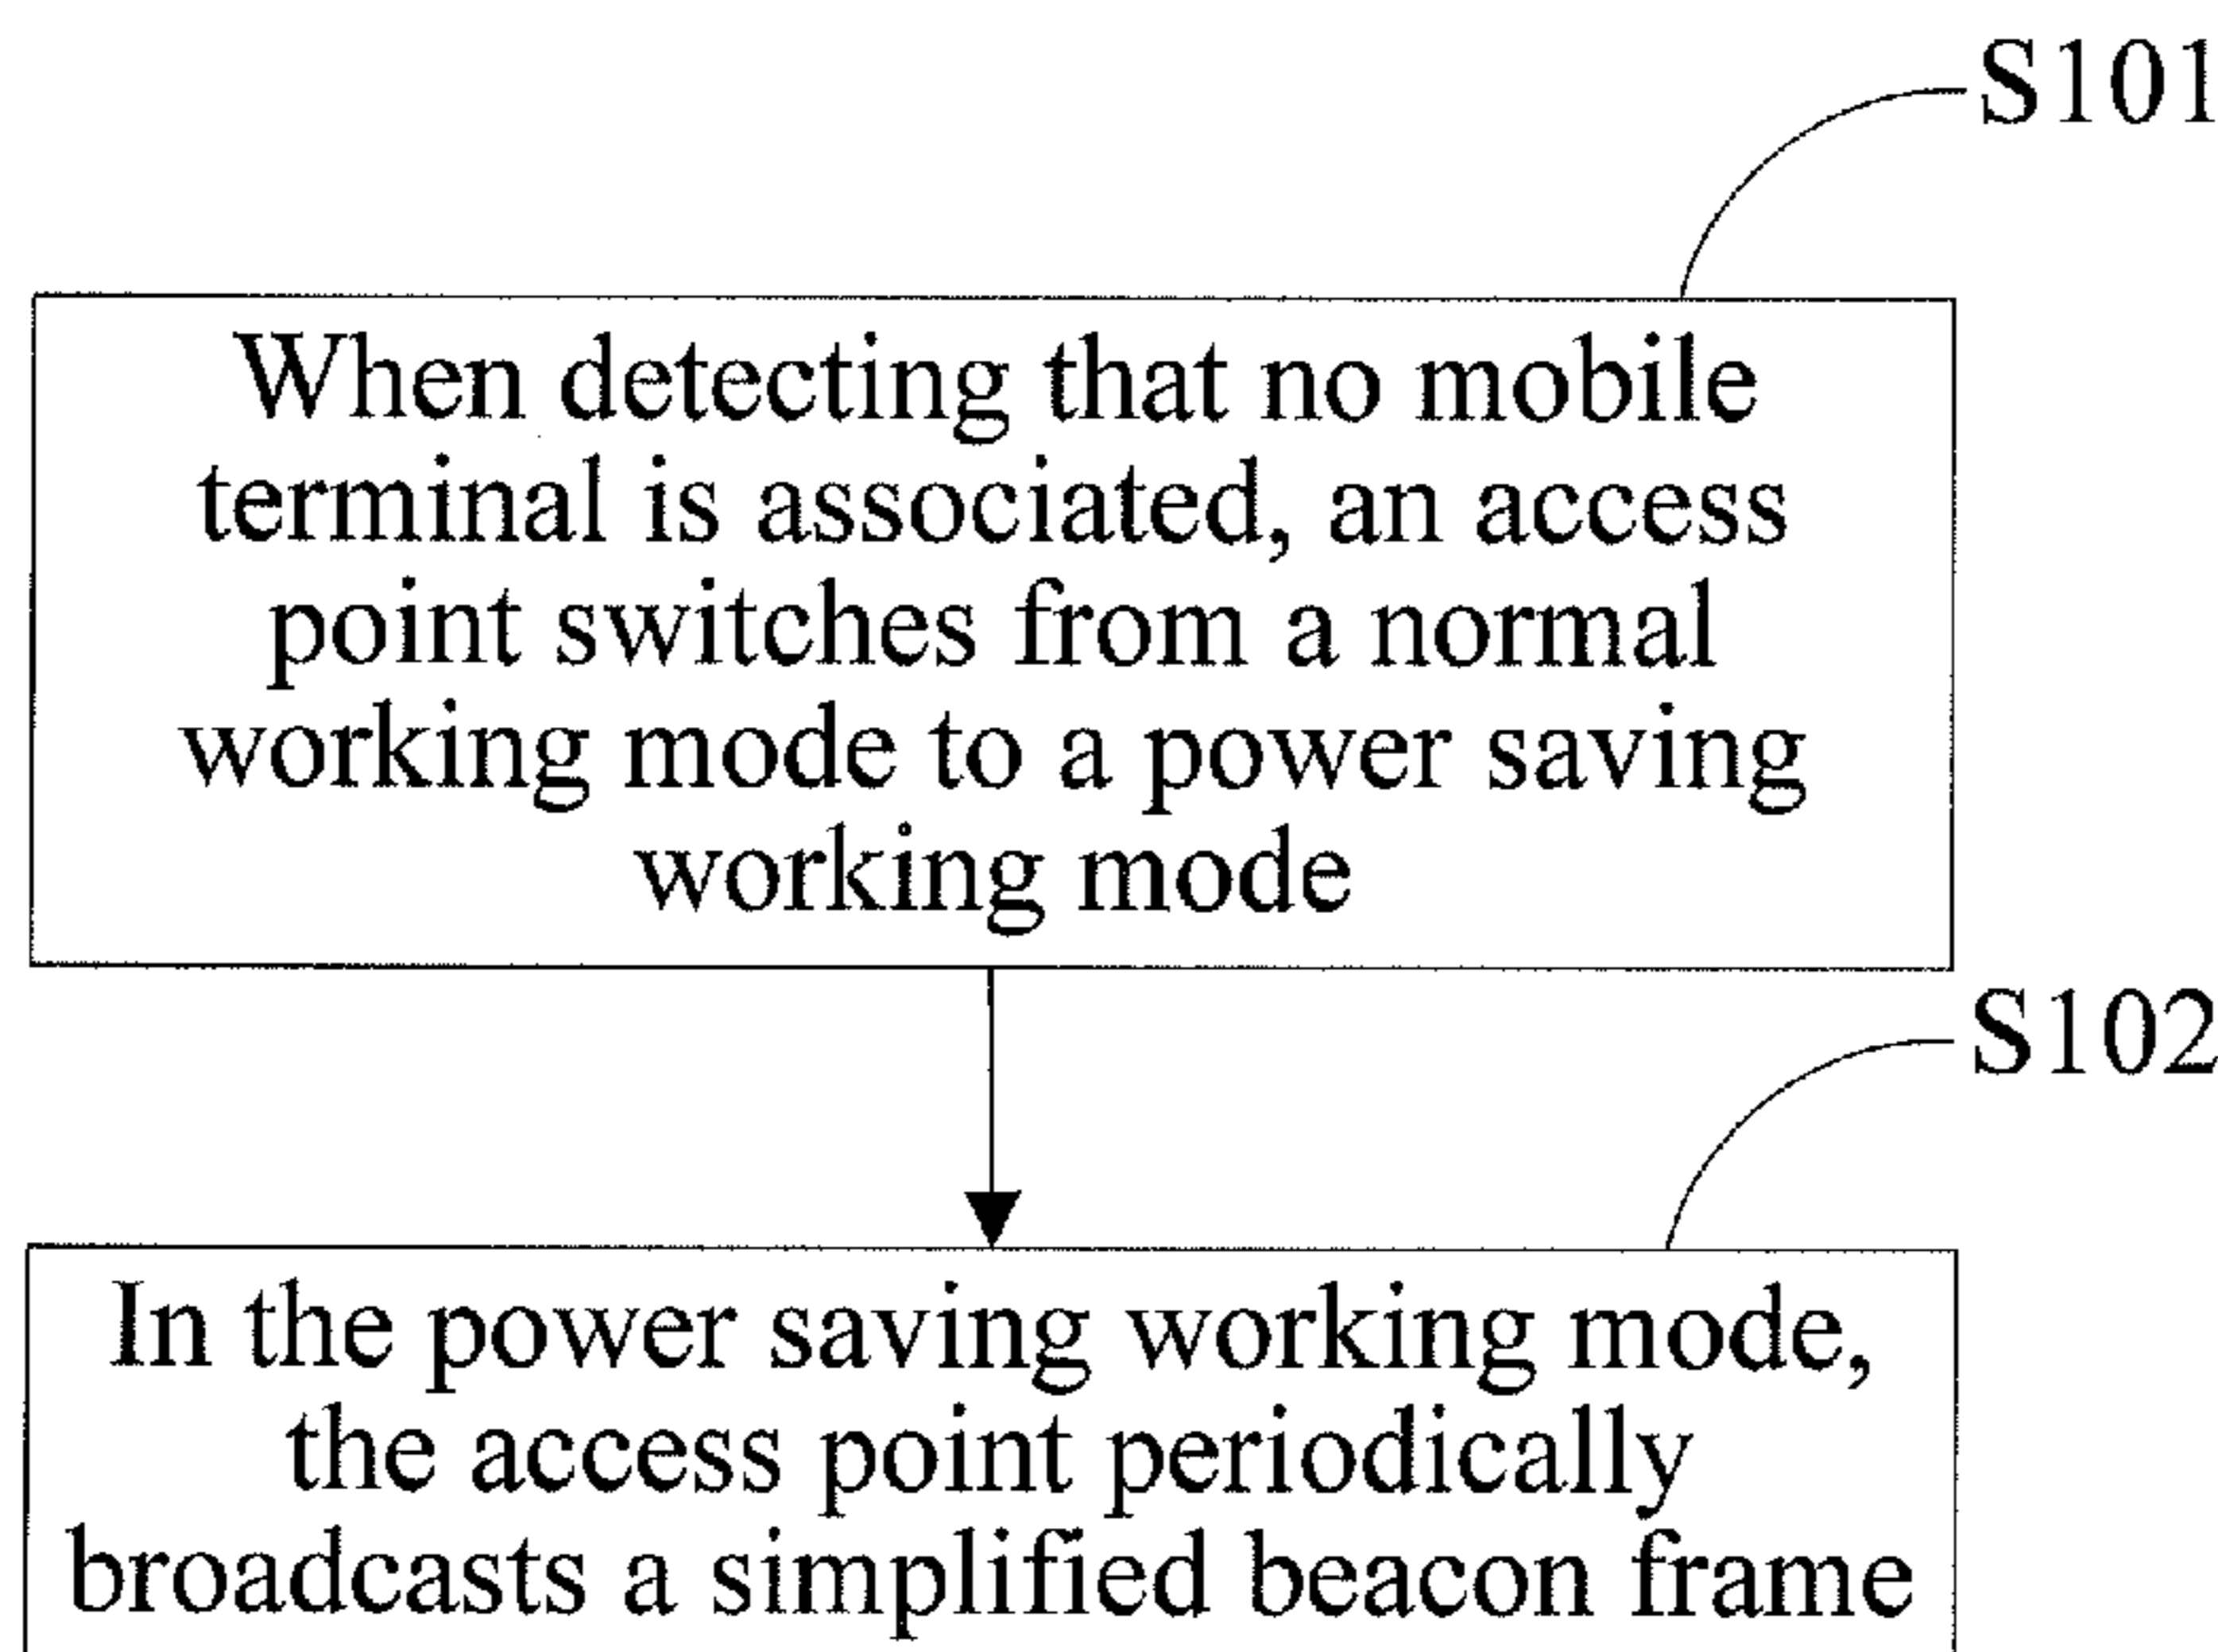 S101
When detecting that no mobile
terminal is associated, an access
point switches from a normal
working mode to a power saving
working mode
S102
In the power saving working mode,
the access point periodically
broadcasts a simplified beacon frame